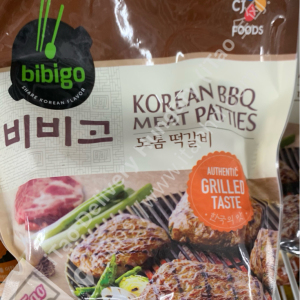 CJ
FOODS
bibigo
SHARE KOREAN FLAVOR
비비고
KOREAN BBQ
MEAT PATTIES
도톰 떡갈비
AUTHENTIC
GRILLED
TASTE